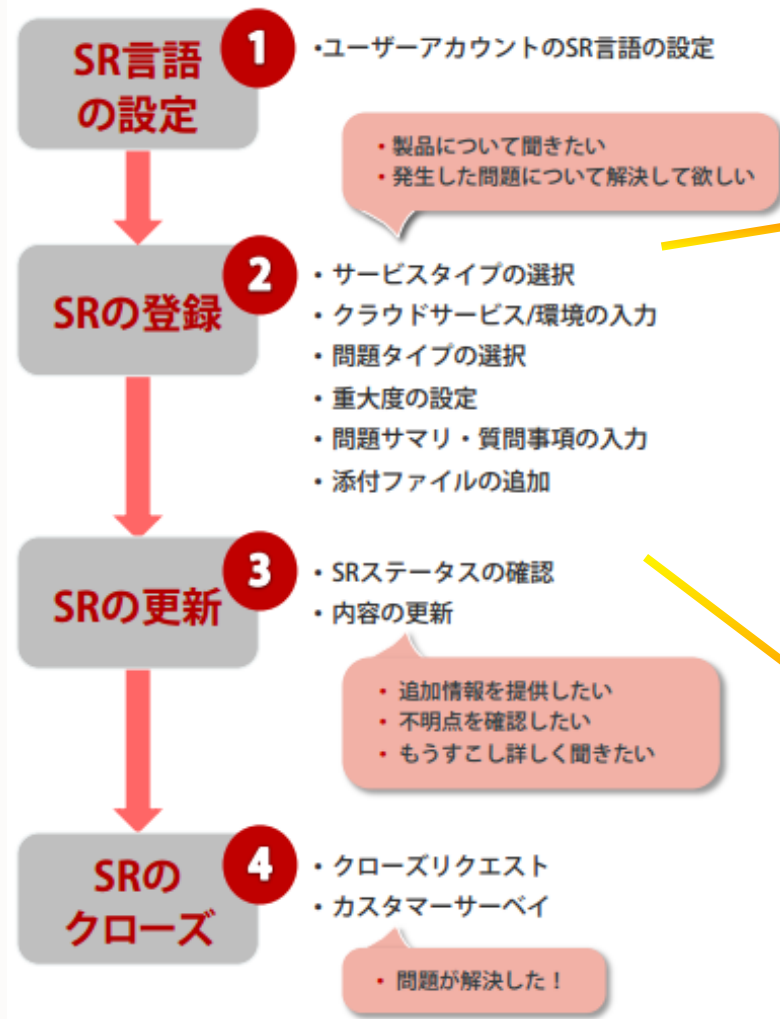 SR言語
の設定
1
・ユーザーアカウントのSR言語の設定
・製品について聞きたい
・発生した問題について解決して欲しい
SRの登録
2
・サービスタイプの選択
・クラウドサービス/環境の入力
・問題タイプの選択
・重大度の設定
・問題サマリ・質問事項の入力
・添付ファイルの追加
SRの更新
3
・SRステータスの確認
・内容の更新
・追加情報を提供したい
・不明点を確認したい
・もうすこし詳しく聞きたい
SRの
クローズ
4
・クローズリクエスト
・カスタマーサーベイ
・問題が解決した！